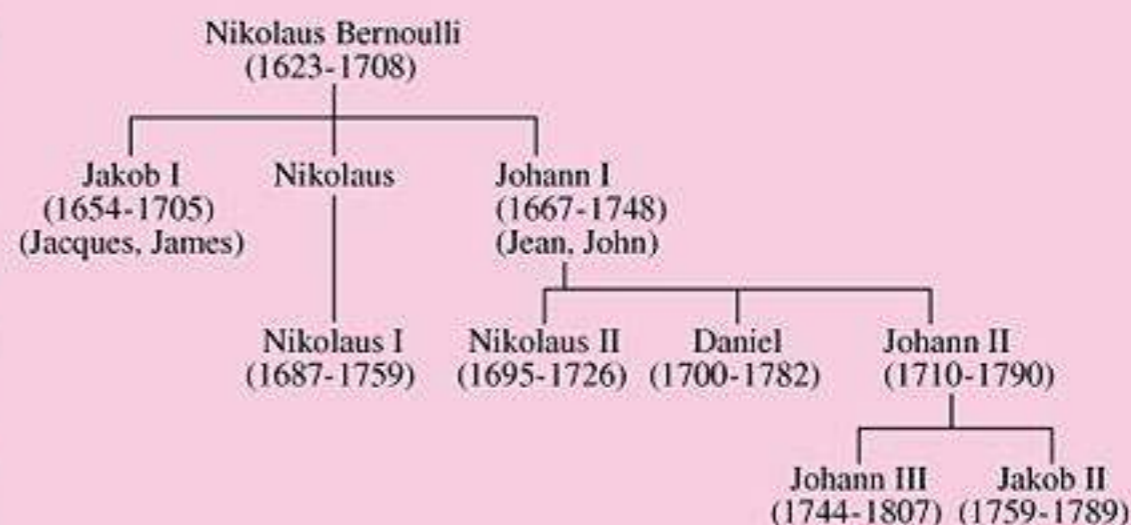 Nikolaus Bernoulli
(1623-1708)
Jakob I Nikolaus Johann I
(1654-1705) (1667-1748)
(Jacques, James) (Jean, John)
Nikolaus I Nikolaus II Daniel Johann II
(1687-1759) (1695-1726) (1700-1782) (1710-1790)
Johann III Jakob II
(1744-1807) (1759-1789)